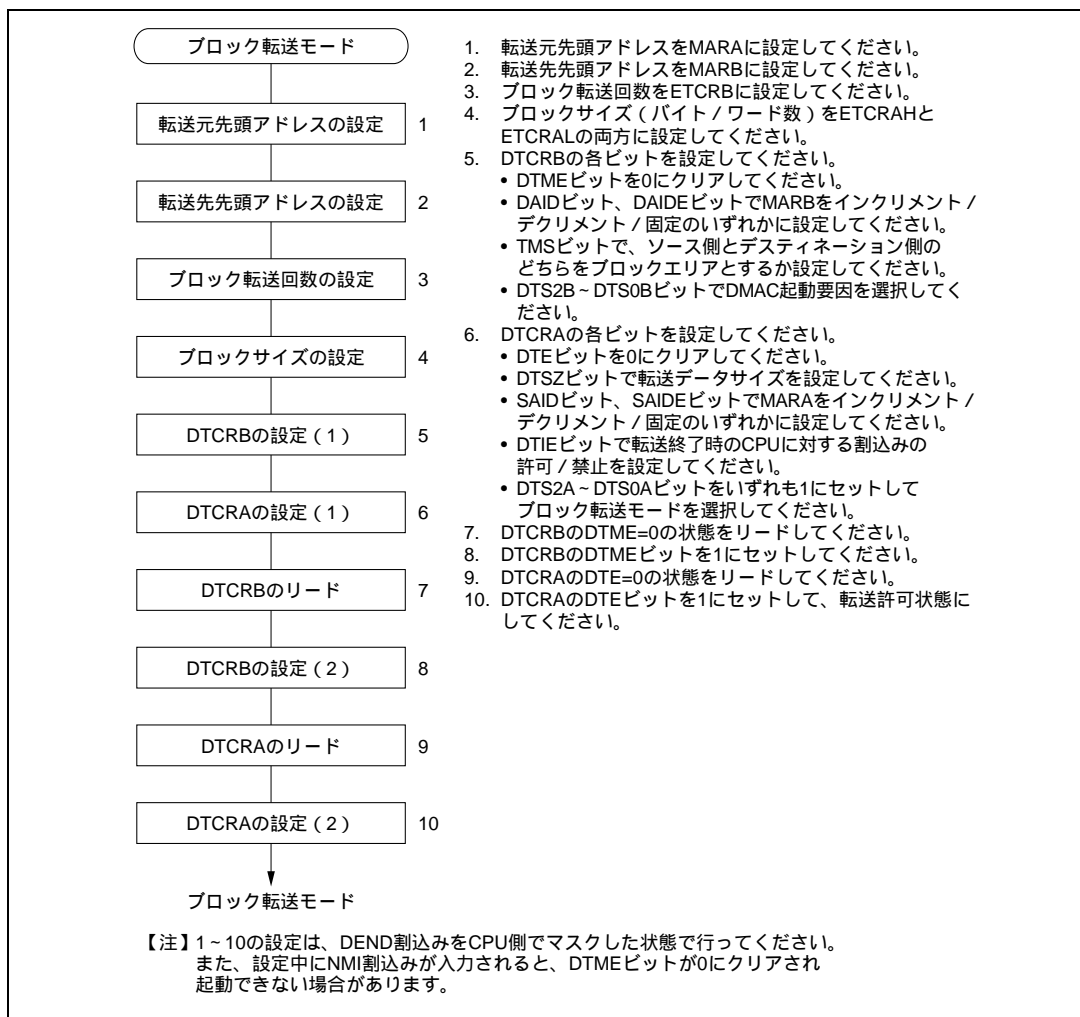 ブロック転送モード
転送元先頭アドレスの設定 1
転送先先頭アドレスの設定 2
ブロック転送回数の設定 3
ブロックサイズの設定 4
DTCRBの設定(1) 5
DTCRAの設定(1) 6
DTCRBのリード 7
DTCRBの設定(2) 8
DTCRAのリード 9
DTCRAの設定(2) 10
ブロック転送モード
1. 転送元先頭アドレスをMARAに設定してください。
2. 転送先先頭アドレスをMARBに設定してください。
3. ブロック転送回数をETCRBに設定してください。
4. ブロックサイズ(バイト/ワード数)をETCRAHと
ETCRALの両方に設定してください。
5. DTCRBの各ビットを設定してください。
• DTMEビットを0にクリアしてください。
• DAIDビット、DAIDEビットでMARBをインクリメント/
デクリメント/固定のいずれかに設定してください。
• TMSビットで、ソース側とデスティネーション側の
どちらをブロックエリアとするか設定してください。
• DTS2B~DTS0BビットでDMAC起動要因を選択してく
ださい。
6. DTCRAの各ビットを設定してください。
• DTEビットを0にクリアしてください。
• DTSZビットで転送データサイズを設定してください。
• SAIDビット、SAIDEビットでMARAをインクリメント/
デクリメント/固定のいずれかに設定してください。
• DTIEビットで転送終了時のCPUに対する割込みの
許可/禁止を設定してください。
• DTS2A~DTS0Aビットをいずれも1にセットして
ブロック転送モードを選択してください。
7. DTCRBのDTME=0の状態をリードしてください。
8. DTCRBのDTMEビットを1にセットしてください。
9. DTCRAのDTE=0の状態をリードしてください。
10. DTCRAのDTEビットを1にセットして、転送許可状態に
してください。
【注】1~10の設定は、DEND割込みをCPU側でマスクした状態で行ってください。
また、設定中にNMI割込みが入力されると、DTMEビットが0にクリアされ
起動できない場合があります。